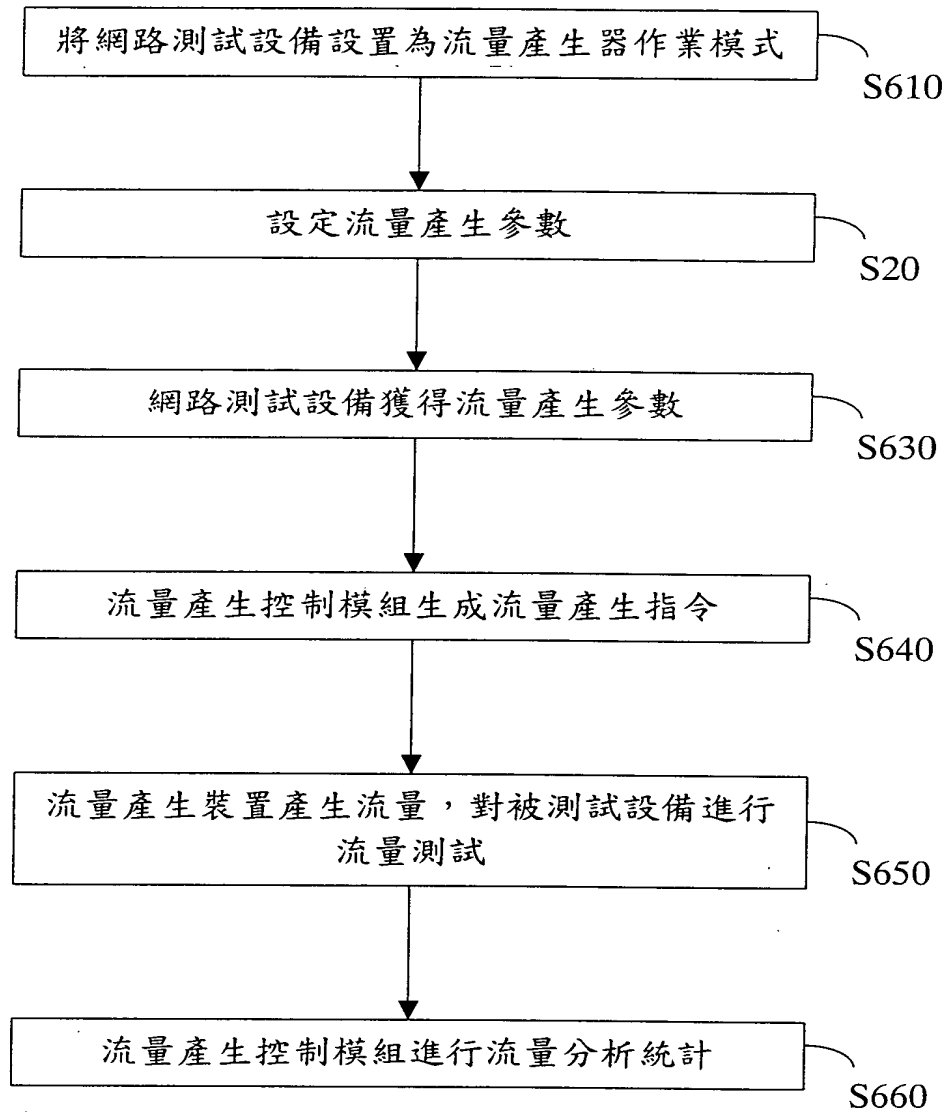 將網路測試設備設置為流量產生器作業模式
S610
設定流量產生參數
S20
網路測試設備獲得流量產生參數
S630
流量產生控制模組生成流量產生指令
S640
流量產生裝置產生流量，對被測試設備進行
流量測試
S650
流量產生控制模組進行流量分析統計
S660